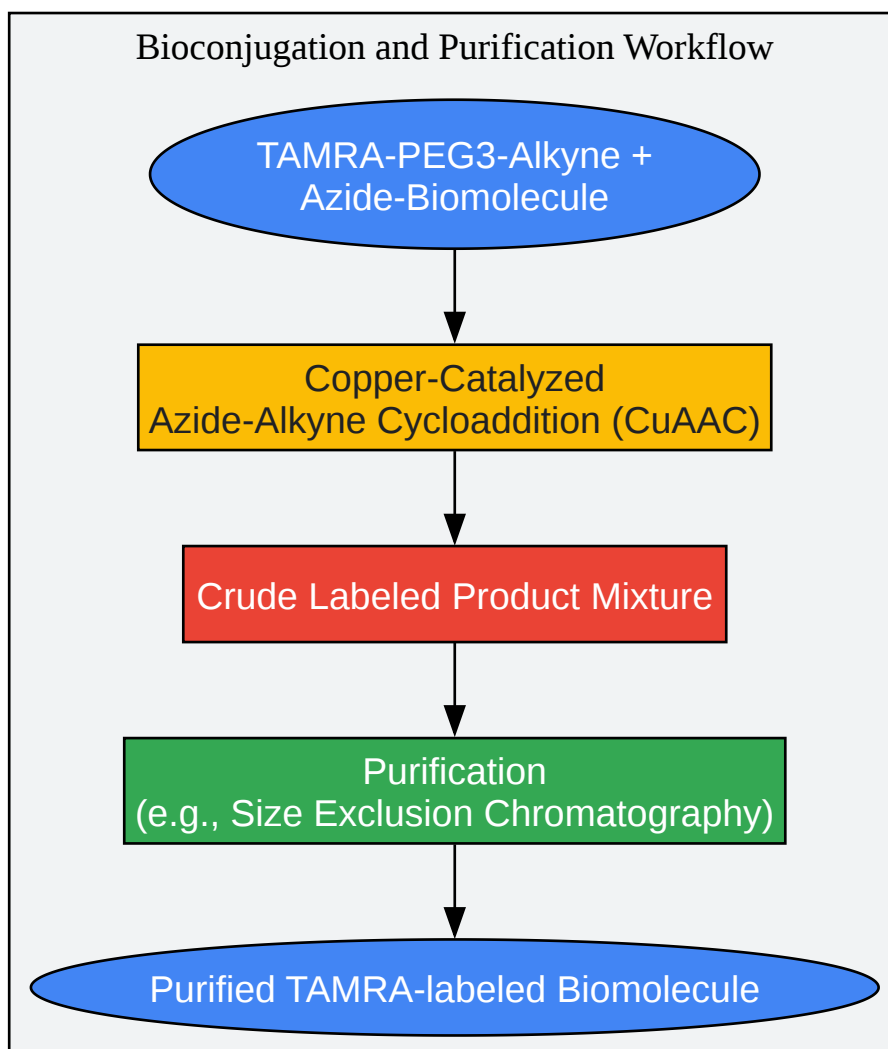 Bioconjugation and Purification Workflow
TAMRA-PEG3-Alkyne +
Azide-Biomolecule
Copper-Catalyzed
Azide-Alkyne Cycloaddition (CuAAC)
Crude Labeled Product Mixture
Purification
(e.g., Size Exclusion Chromatography)
Purified TAMRA-labeled Biomolecule